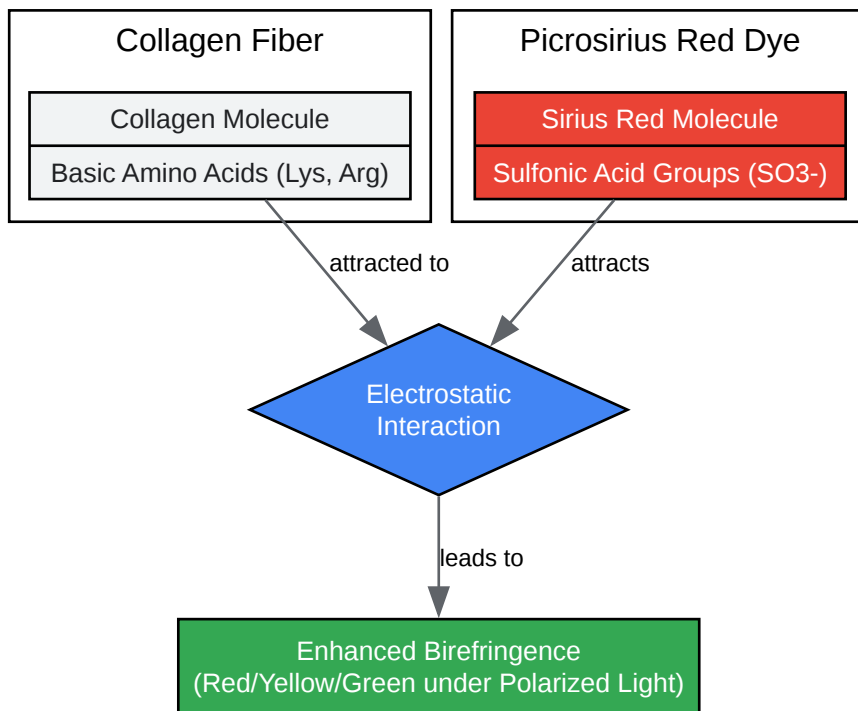 Collagen Fiber
Picrosirius Red Dye
Collagen Molecule
Basic Amino Acids (Lys, Arg)
Sirius Red Molecule
Sulfonic Acid Groups (SO3-)
attracted to
attracts
Electrostatic
Interaction
leads to
Enhanced Birefringence
(Red/Yellow/Green under Polarized Light)